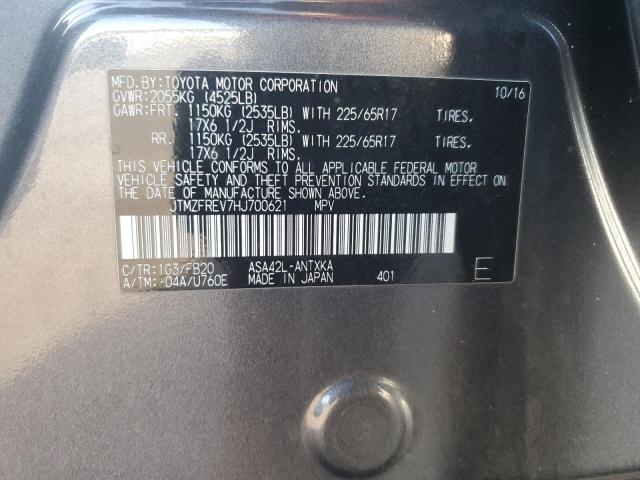 MFD.BY:TOYOTA MOTOR CORPORATION 10/16
GVWR:2055KG (4525LB)
GAWR:FRT. 1150KG (2535LB) WITH 225/65R17 TIRES.
17X6 1/2J RIMS.
RR. 1150KG (2535LB) WITH 225/65R17 TIRES.
17X6 1/2J RIMS.
THIS VEHICLE CONFORMS TO ALL APPLICABLE FEDERAL MOTOR
VEHICLE SAFETY AND THEFT PREVENTION STANDARDS IN EFFECT ON
THE DATE OF MANUFACTURE SHOWN ABOVE.
JTMZFREV7HJ700621 MPV
C/TR:1G3/FB20 ASA42L-ANTXKA
A/TM:-04A/U760E MADE IN JAPAN 401 E